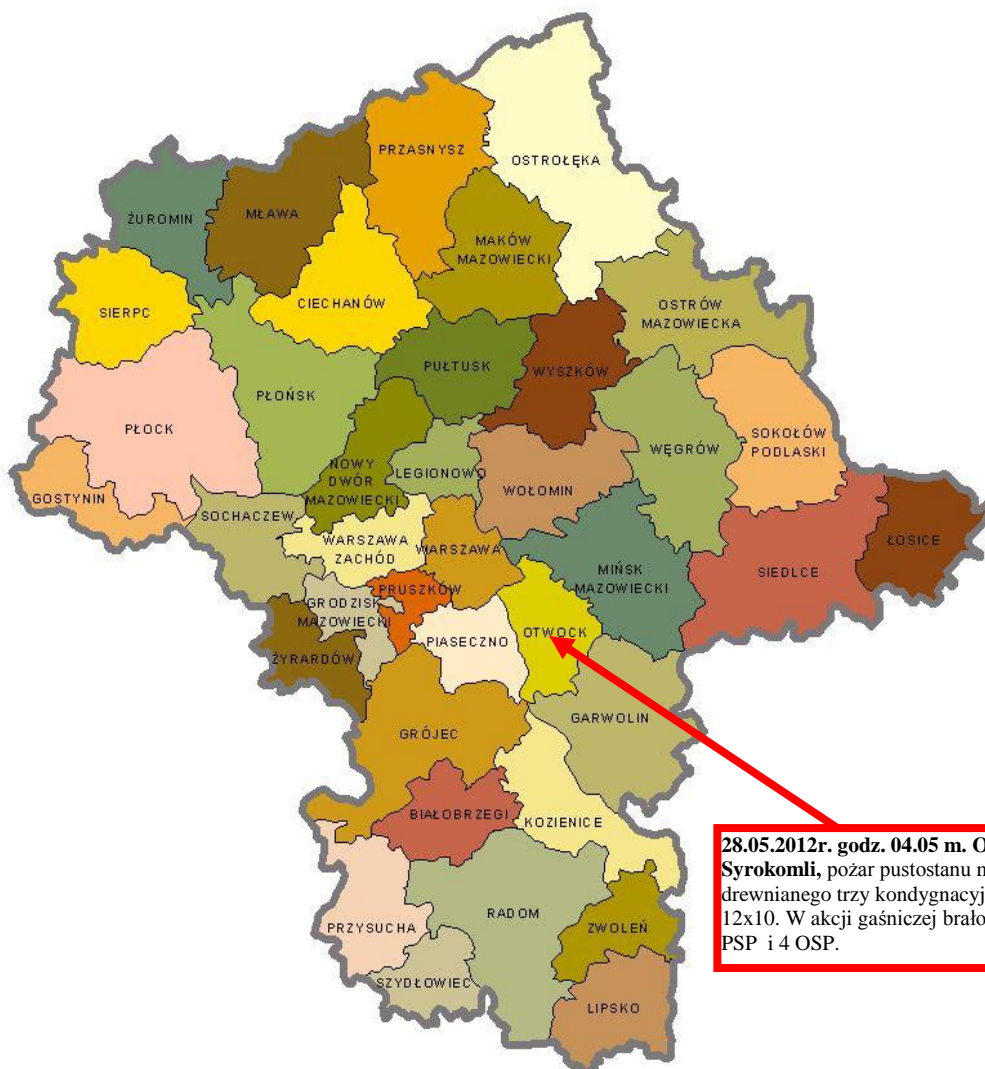 PRZASNYSZ
OSTROŁĘKA
ŻUROMIN
MŁAWA
MAKÓW
MAZOWIECKI
CIECHANÓW
SIERPC
OSTRÓW
MAZOWIECKA
PUŁTUSK
WYSZKÓW
PŁOŃSK
PŁOCK
SOKOŁÓW
PODLASKI
WĘGRÓW
NOWY
DWÓR
MAZOWIECKI
LEGIONOWO
WOŁOMIN
GOSTYNIN
SOCHACZEW
WARSZAWA
ZACHÓD
WARSZAWA
MIŃSK
MAZOWIECKI
SIEDLCE
ŁOSICE
PRUSZKÓW
GRODZISK
MAZOWIECKI
PIASECZNO
OTWOCK
ŻYRARDÓW
GARWOLIN
GRÓJEC
BIAŁOBRZEGI
KOZIENICE
28.05.2012r. godz. 04.05 m. O
Syrokomli, pożar pustostanu
drewnianego trzy kondygnacyj
12x10. W akcji gaśniczej brało
PSP i 4 OSP.
PRZYSUCHA
RADOM
ZWOLEŃ
SZYDŁOWIEC
LIPSKO